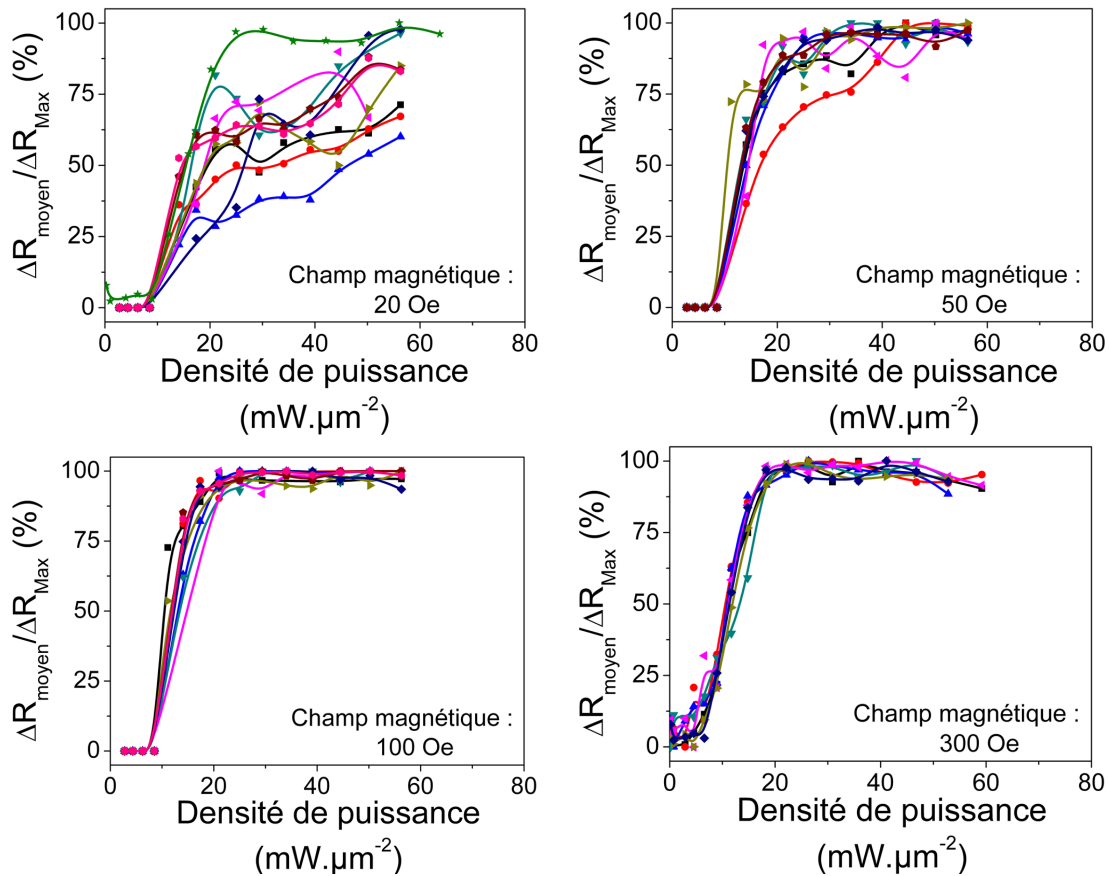 ΔR_moyen/ΔR_Max (%)
100
75
50
25
0
Champ magnétique :
20 Oe
0 20 40 60 80
Densité de puissance
(mW.µm^-2)
ΔR_moyen/ΔR_Max (%)
100
75
50
25
0
Champ magnétique :
50 Oe
0 20 40 60 80
Densité de puissance
(mW.µm^-2)
ΔR_moyen/ΔR_Max (%)
100
75
50
25
0
Champ magnétique :
100 Oe
0 20 40 60 80
Densité de puissance
(mW.µm^-2)
ΔR_moyen/ΔR_Max (%)
100
75
50
25
0
Champ magnétique :
300 Oe
0 20 40 60 80
Densité de puissance
(mW.µm^-2)